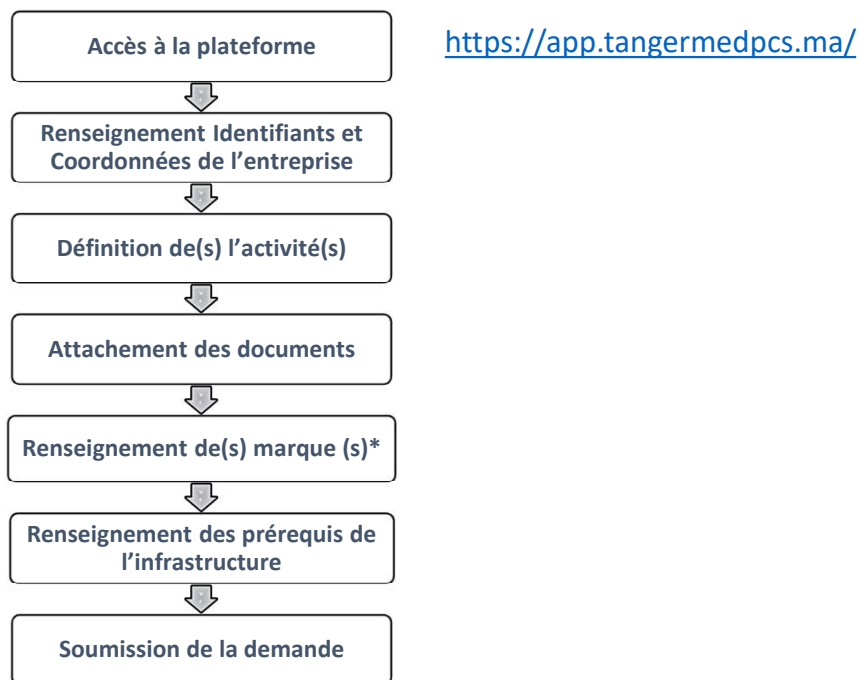 Accès à la plateforme
https://app.tangermedpcs.ma/
Renseignement Identifiants et
Coordonnées de l’entreprise
Définition de(s) l’activité(s)
Attachement des documents
Renseignement de(s) marque (s)*
Renseignement des prérequis de
l’infrastructure
Soumission de la demande